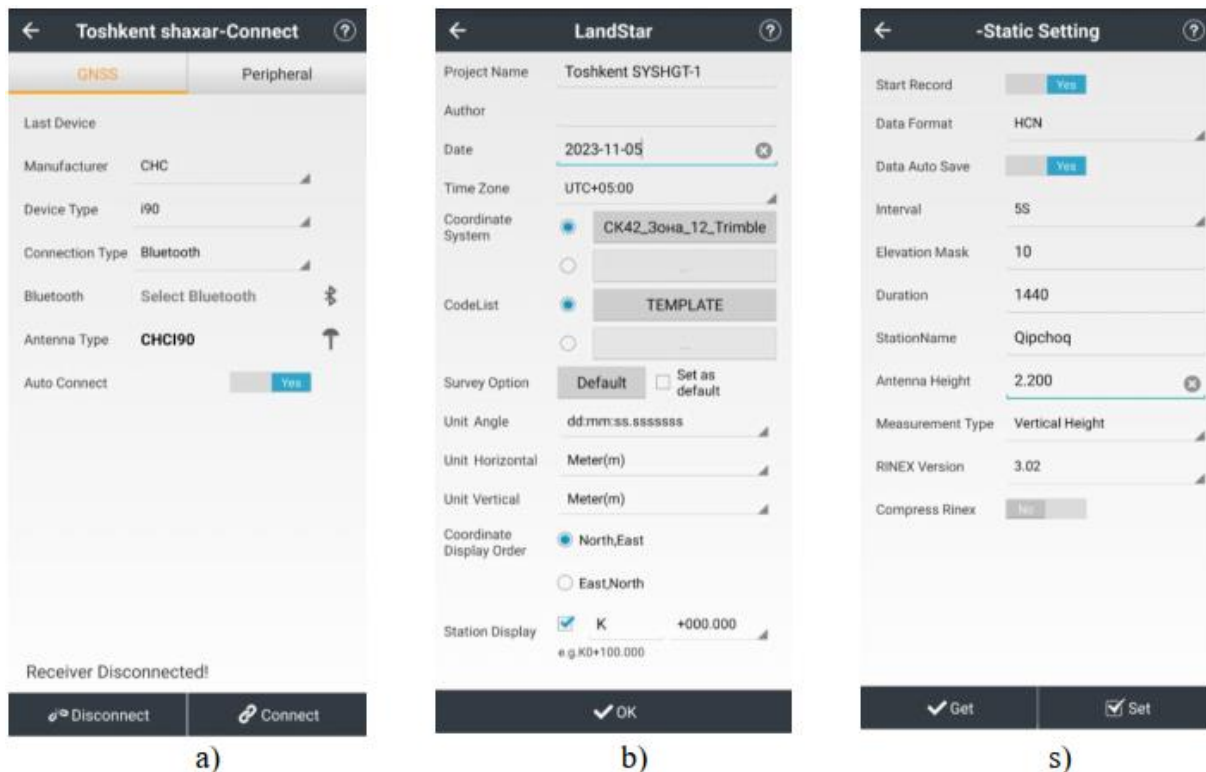 Toshkent shaxar-Connect ?
GNSS Peripheral
Last Device
Manufacturer CHC
Device Type i90
Connection Type Bluetooth
Bluetooth Select Bluetooth
Antenna Type CHCI90
Auto Connect Yes
Receiver Disconnected!
Disconnect Connect
a)
LandStar ?
Project Name Toshkent SYSHGT-1
Author
Date 2023-11-05
Time Zone UTC+05:00
Coordinate
System
СК42_Зона_12_Trimble
...
CodeList TEMPLATE
...
Survey Option Default Set as
default
Unit Angle dd:mm:ss.sssssss
Unit Horizontal Meter(m)
Unit Vertical Meter(m)
Coordinate
Display Order
North,East
East,North
Station Display K +000.000
e.g.K0+100.000
OK
b)
-Static Setting ?
Start Record Yes
Data Format HCN
Data Auto Save Yes
Interval 5S
Elevation Mask 10
Duration 1440
StationName Qipchoq
Antenna Height 2.200
Measurement Type Vertical Height
RINEX Version 3.02
Compress Rinex No
Get Set
s)